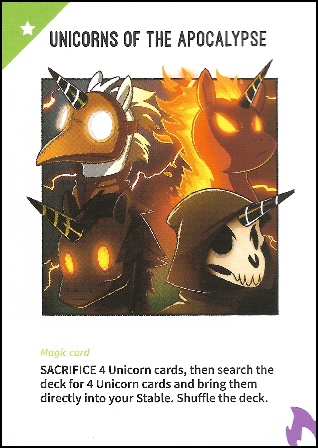 UNICORNS OF THE APOCALYPSE
Magic card
SACRIFICE 4 Unicorn cards, then search the
deck for 4 Unicorn cards and bring them
directly into your Stable. Shuffle the deck.